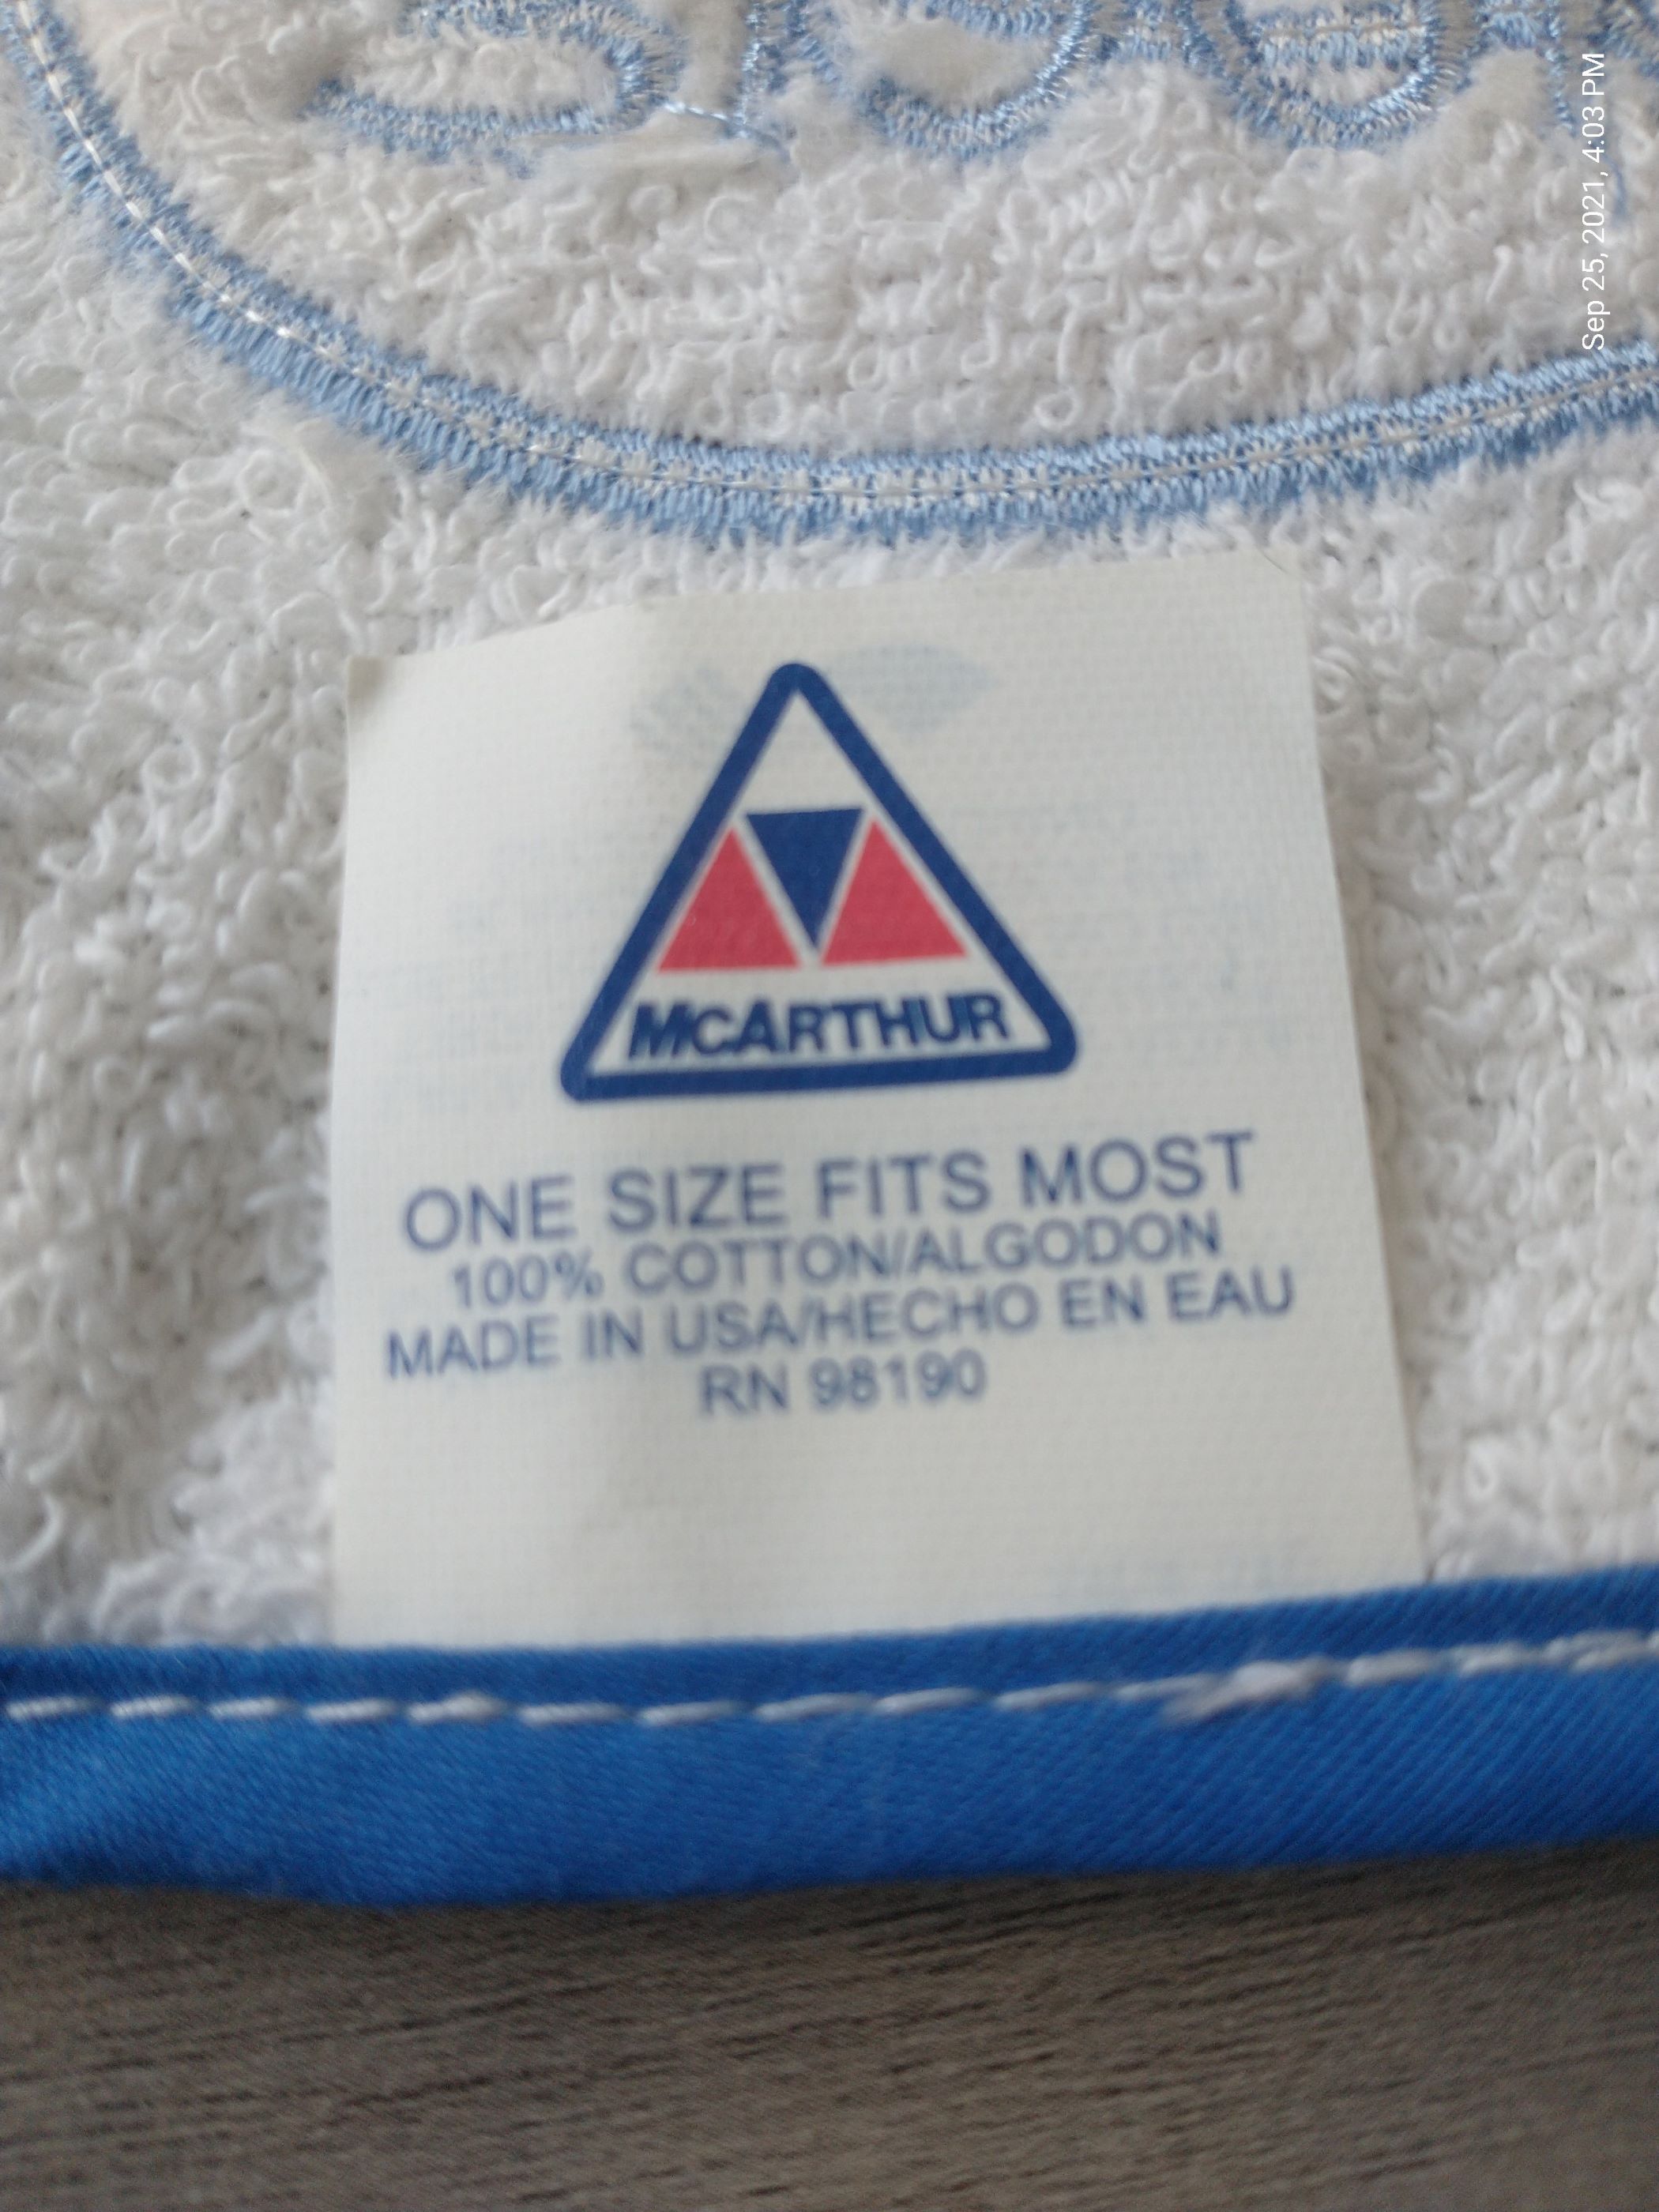 Sep 25, 2021, 4:03 PM
McARTHUR
ONE SIZE FITS MOST
100% COTTON/ALGODON
MADE IN USA/HECHO EN EAU
RN 98190